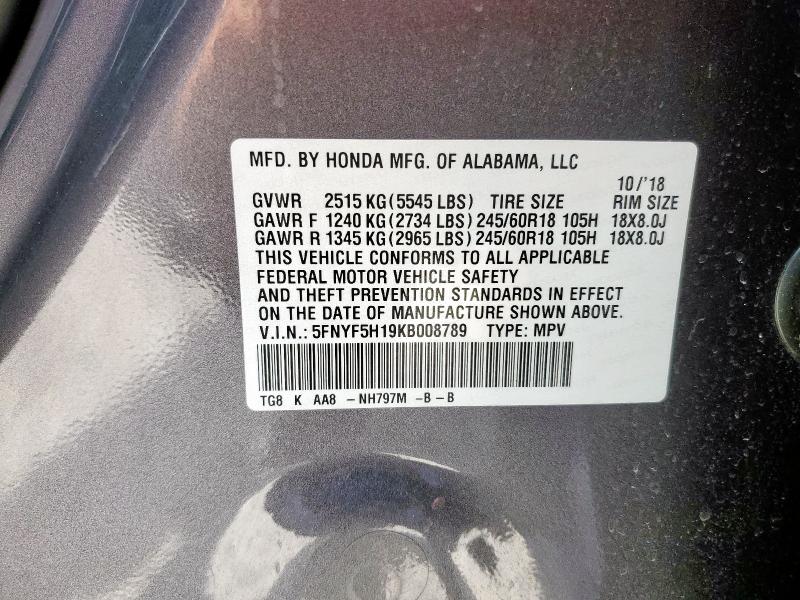 MFD. BY HONDA MFG. OF ALABAMA, LLC
10/'18
GVWR 2515 KG (5545 LBS) TIRE SIZE RIM SIZE
GAWR F 1240 KG (2734 LBS) 245/60R18 105H 18X8.0J
GAWR R 1345 KG (2965 LBS) 245/60R18 105H 18X8.0J
THIS VEHICLE CONFORMS TO ALL APPLICABLE
FEDERAL MOTOR VEHICLE SAFETY
AND THEFT PREVENTION STANDARDS IN EFFECT
ON THE DATE OF MANUFACTURE SHOWN ABOVE.
V.I.N.: 5FNYF5H19KB008789 TYPE: MPV
TG8 K AA8 -NH797M -B -B